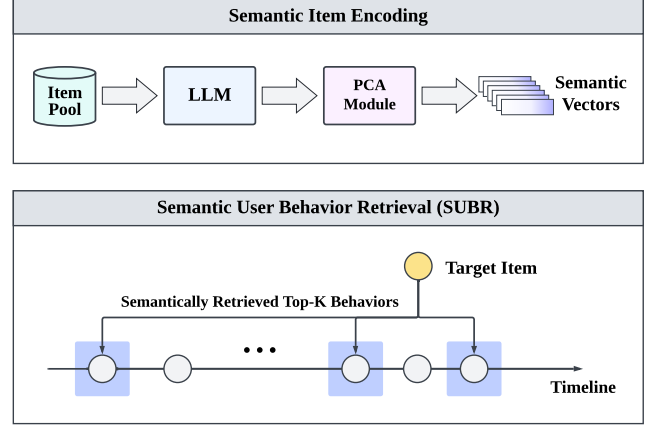 Semantic Item Encoding
Item
Pool
LLM
PCA
Module
Semantic
Vectors
Semantic User Behavior Retrieval (SUBR)
Target Item
Semantically Retrieved Top-K Behaviors
...
Timeline